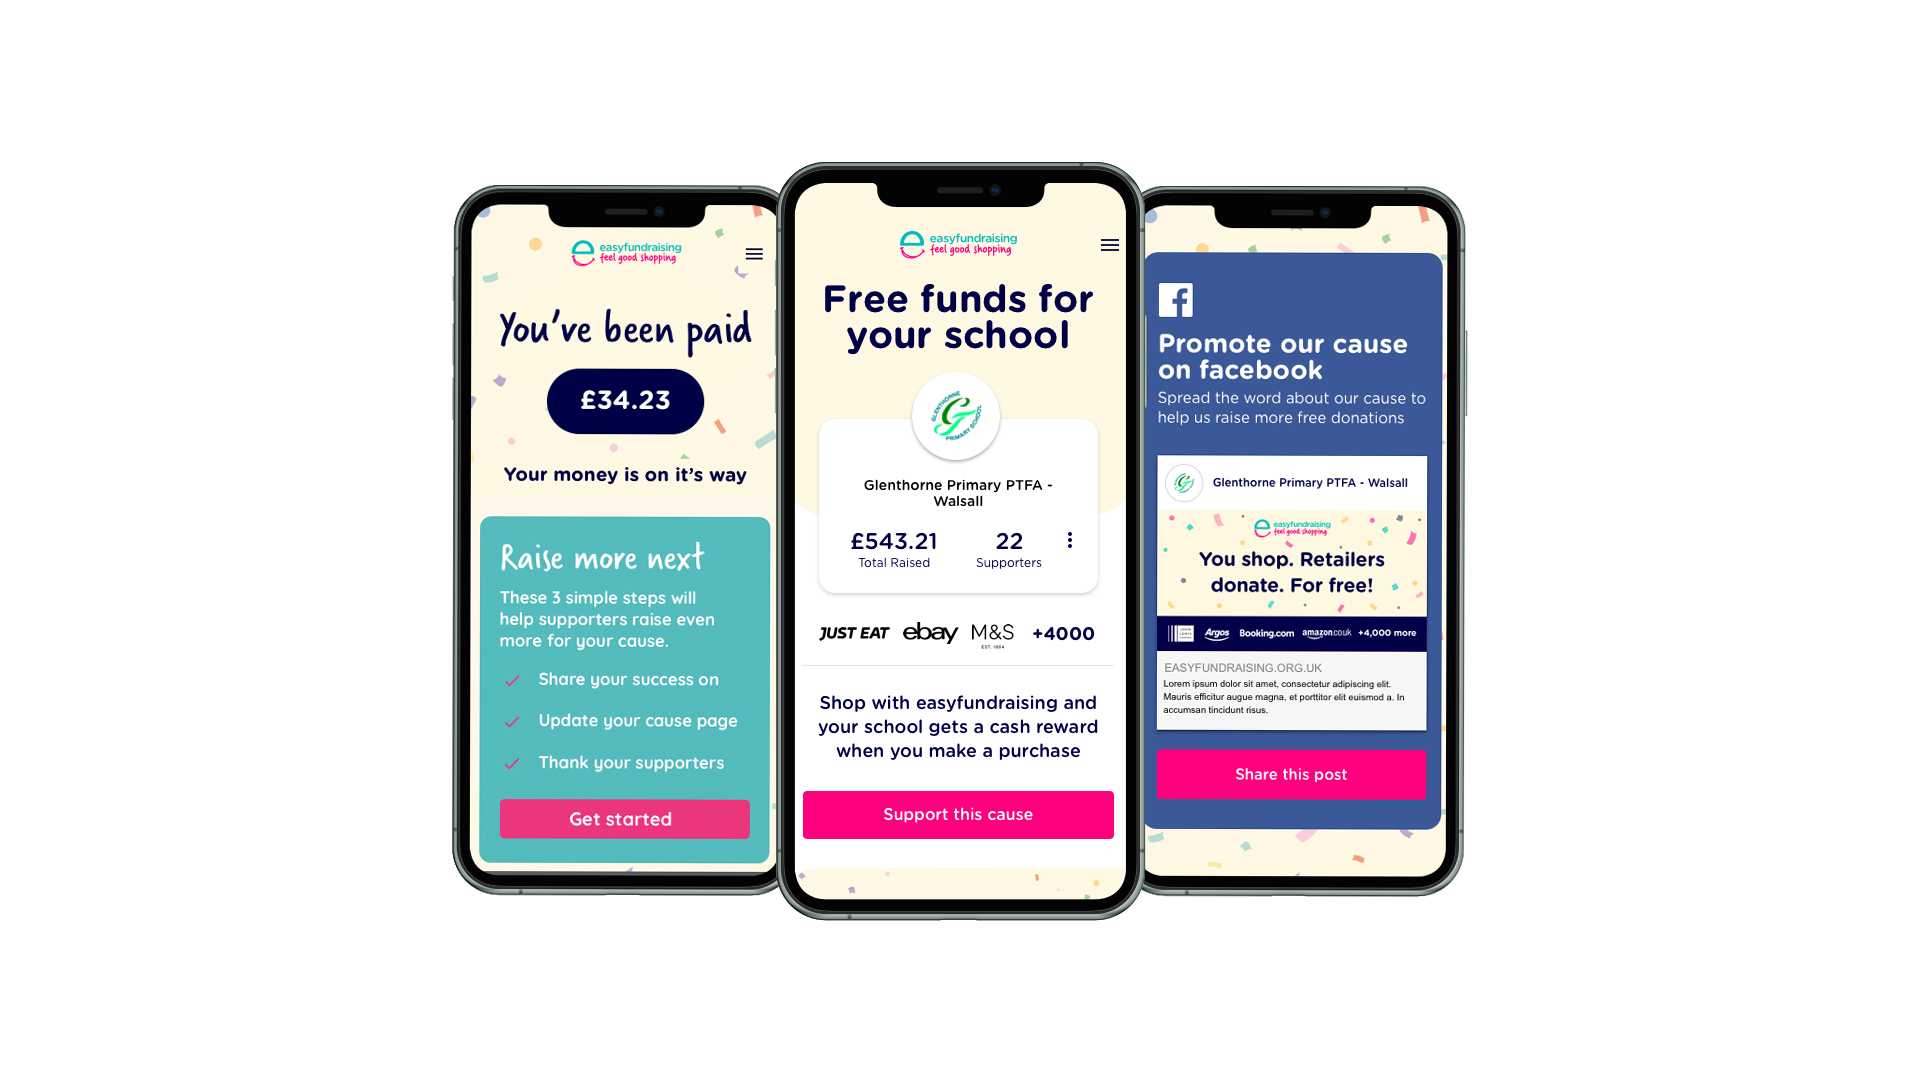 easyfundraising
feel good shopping
You've been paid
£34.23
Your money is on it's way
Raise more next
These 3 simple steps will
help supporters raise even
more for your cause.
Share your success on
Update your cause page
Thank your supporters
Get started
easyfundraising
feel good shopping
Free funds for
your school
GLENTHORNE
PRIMARY SCHOOL
Glenthorne Primary PTFA -
Walsall
£543.21 22
Total Raised Supporters
JUST EAT ebay M&S +4000
EST. 1884
Shop with easyfundraising and
your school gets a cash reward
when you make a purchase
Support this cause
Promote our cause
on facebook
Spread the word about our cause to
help us raise more free donations
Glenthorne Primary PTFA - Walsall
easyfundraising
feel good shopping
You shop. Retailers
donate. For free!
Argos Booking.com amazon.co.uk +4,000 more
EASYFUNDRAISING.ORG.UK
Lorem ipsum dolor sit amet, consectetur adipiscing elit.
Mauris efficitur augue magna, et porttitor elit euismod a. In
accumsan tincidunt risus.
Share this post